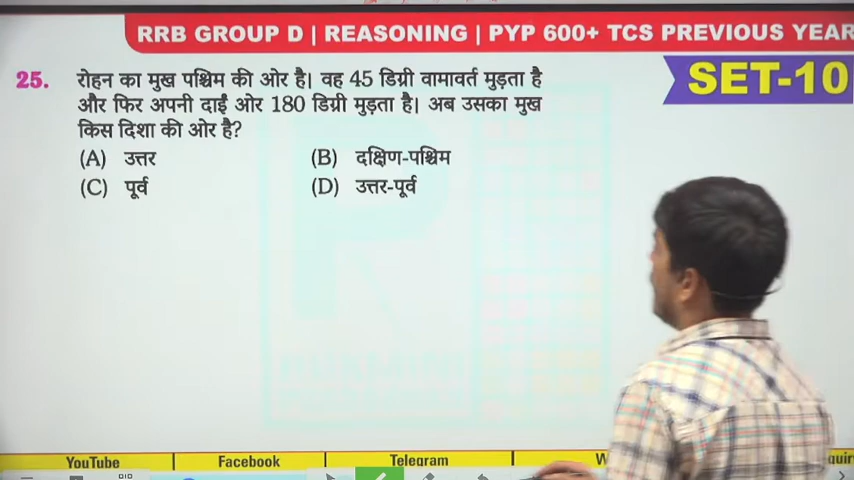 RRB GROUP D | REASONING | PYP 600+ TCS PREVIOUS YEAR
SET-10
25. रोहन का मुख पश्चिम की ओर है। वह 45 डिग्री वामावर्त मुड़ता है
और फिर अपनी दाईं ओर 180 डिग्री मुड़ता है। अब उसका मुख
किस दिशा की ओर है?
(A) उत्तर (B) दक्षिण-पश्चिम
(C) पूर्व (D) उत्तर-पूर्व
YouTube Facebook Telegram